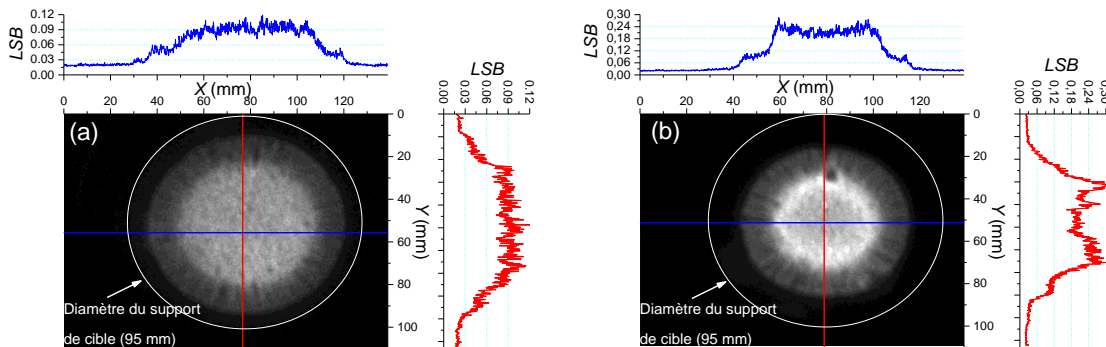 0,12
0,09
0,06
0,03
0,00
LSB
0 20 40 60 80 100 120
X (mm)
(a)
Diamètre du support
de cible (95 mm)
LSB
0.03 0.06 0.09 0.12
0
20
40
60
80
100
Y (mm)
0,30
0,24
0,18
0,12
0,06
0,00
LSB
0 20 40 60 80 100 120
X (mm)
(b)
Diamètre du support
de cible (95 mm)
LSB
0.00 0.06 0.12 0.18 0.24 0.30
0
20
40
60
80
100
Y (mm)